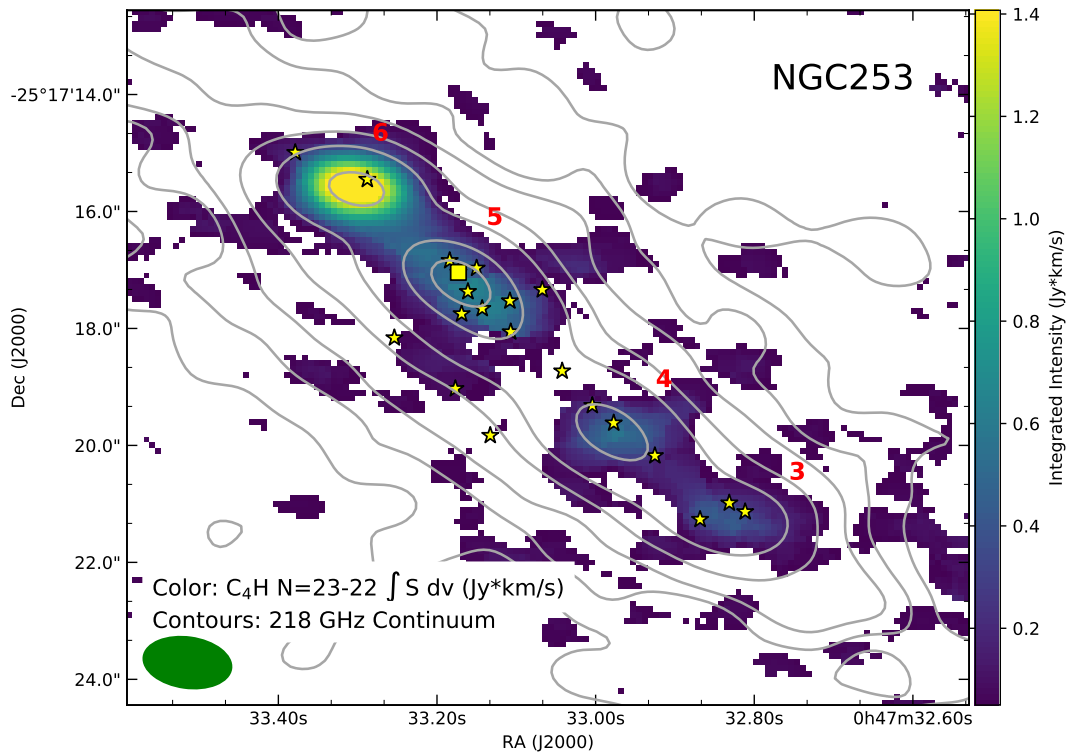 NGC253
6
5
4
3
-25°17'14.0"
16.0"
18.0"
20.0"
22.0"
24.0"
Dec (J2000)
Color: C₄H N=23-22 ∫ S dv (Jy*km/s)
Contours: 218 GHz Continuum
33.40s 33.20s 33.00s 32.80s 0h47m32.60s
RA (J2000)
1.4
1.2
1.0
0.8
0.6
0.4
0.2
Integrated Intensity (Jy*km/s)